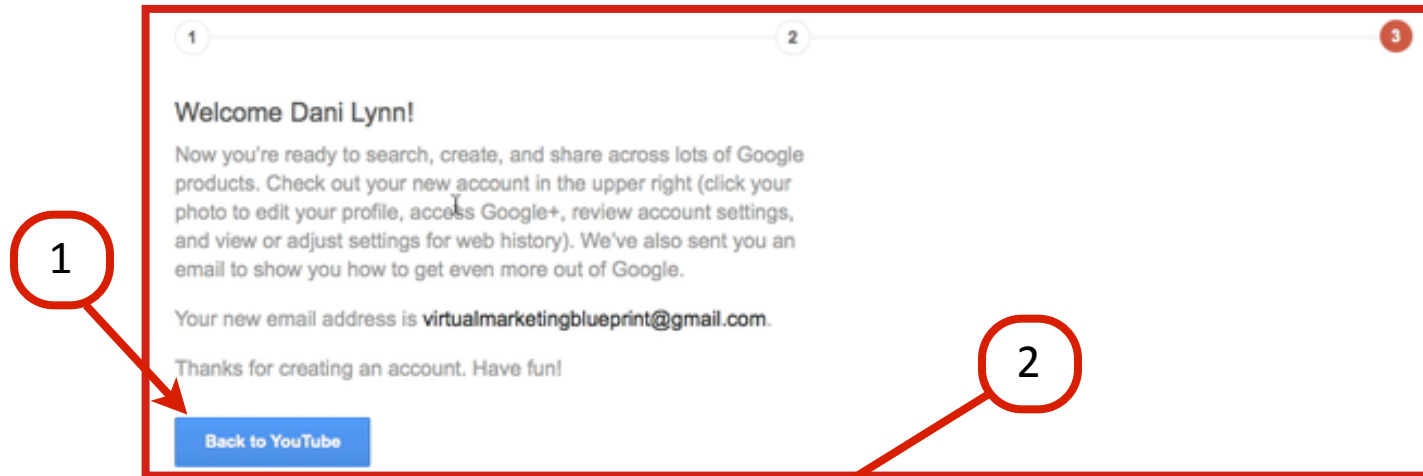 1 2 3
Welcome Dani Lynn!
Now you're ready to search, create, and share across lots of Google
products. Check out your new account in the upper right (click your
photo to edit your profile, access Google+, review account settings,
and view or adjust settings for web history). We've also sent you an
email to show you how to get even more out of Google.
1
Your new email address is virtualmarketingblueprint@gmail.com.
Thanks for creating an account. Have fun!
2
Back to YouTube